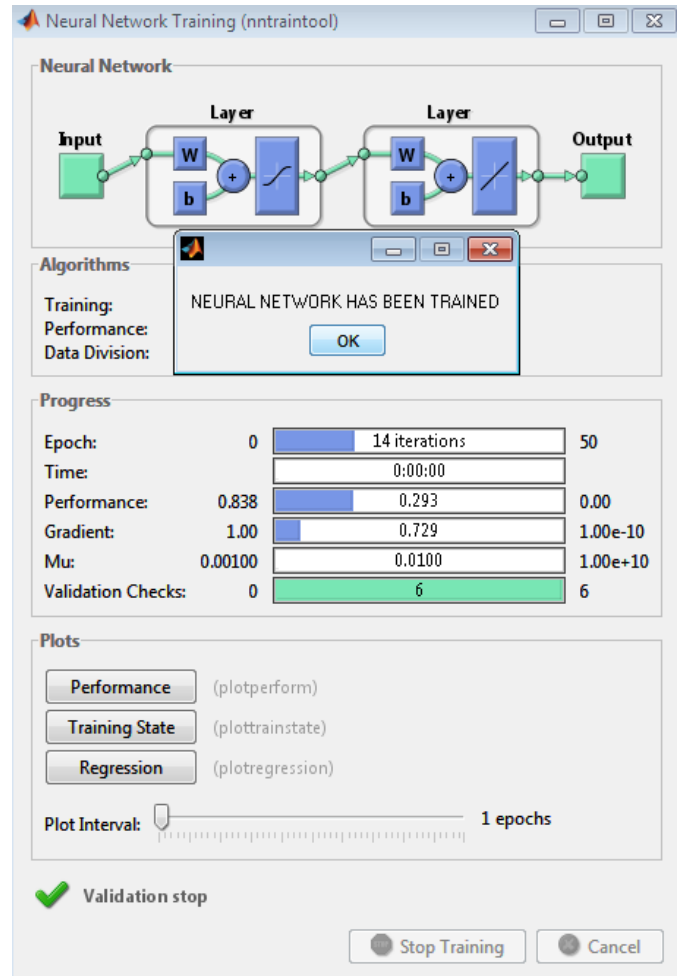 Neural Network Training (nntraintool)
Neural Network
Layer Layer
Input Output
W W
+ +
b b
Algorithms
NEURAL NETWORK HAS BEEN TRAINED
OK
Training:
Performance:
Data Division:
Progress
Epoch: 0 14 iterations 50
Time: 0:00:00
Performance: 0.838 0.293 0.00
Gradient: 1.00 0.729 1.00e-10
Mu: 0.00100 0.0100 1.00e+10
Validation Checks: 0 6 6
Plots
Performance (plotperform)
Training State (plottrainstate)
Regression (plotregression)
Plot Interval: 1 epochs
Validation stop
Stop Training Cancel